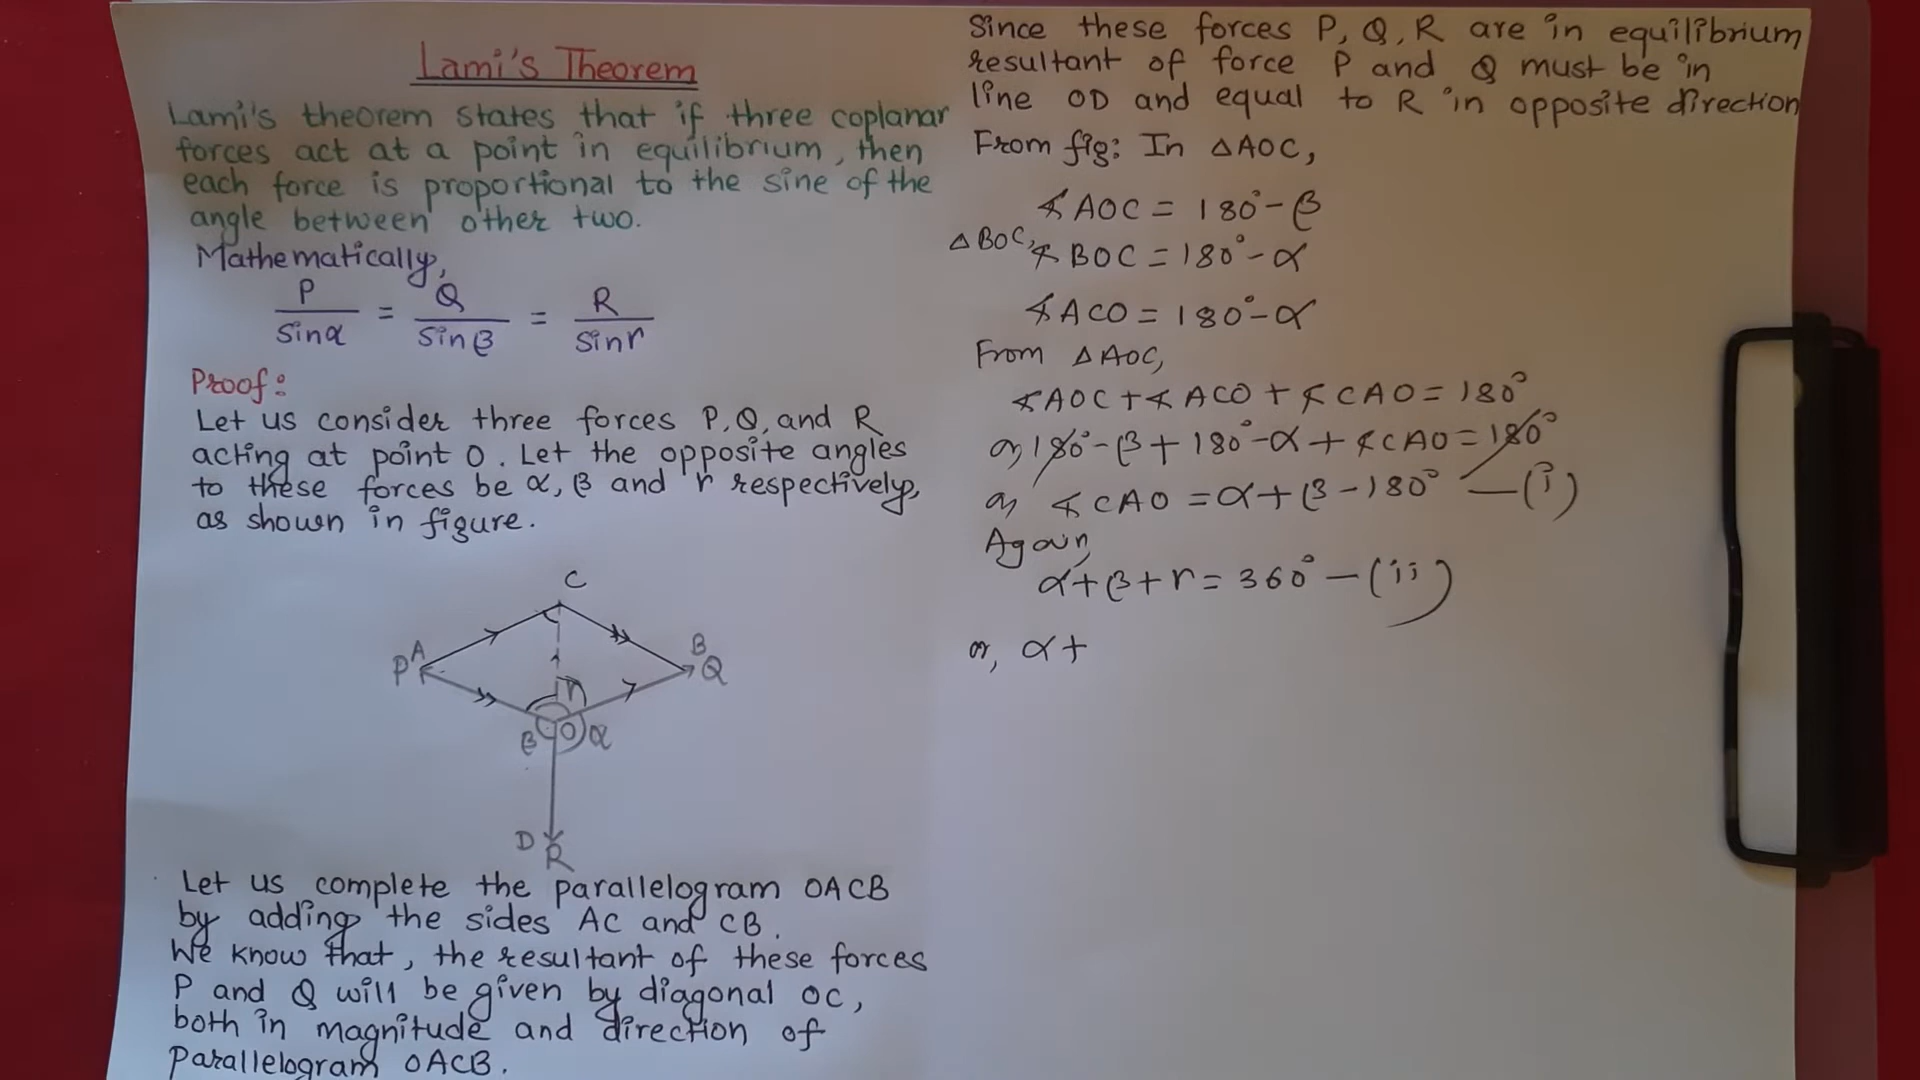 Lami's Theorem
Lami's theorem states that if three coplanar
forces act at a point in equilibrium, then
each force is proportional to the sine of the
angle between other two.
Mathematically,
P/sinα = Q/sinβ = R/sinr
Proof:
Let us consider three forces P, Q, and R
acting at point O. Let the opposite angles
to these forces be α, β and r respectively,
as shown in figure.
C
A
P
B
Q
r
β O α
D
R
Let us complete the parallelogram OACB
by adding the sides AC and CB.
We know that, the resultant of these forces
P and Q will be given by diagonal OC,
both in magnitude and direction of
parallelogram OACB.
Since these forces P, Q, R are in equilibrium
resultant of force P and Q must be in
line OD and equal to R in opposite direction
From fig: In △AOC,
∡AOC = 180° - β
△BOC, ∡BOC = 180° - α
∡ACO = 180° - α
From △AOC,
∡AOC + ∡ACO + ∡CAO = 180°
or, 180° - β + 180° - α + ∡CAO = 180°
or, ∡CAO = α + β - 180° — (i)
Again,
α + β + r = 360° — (ii)
or, α +